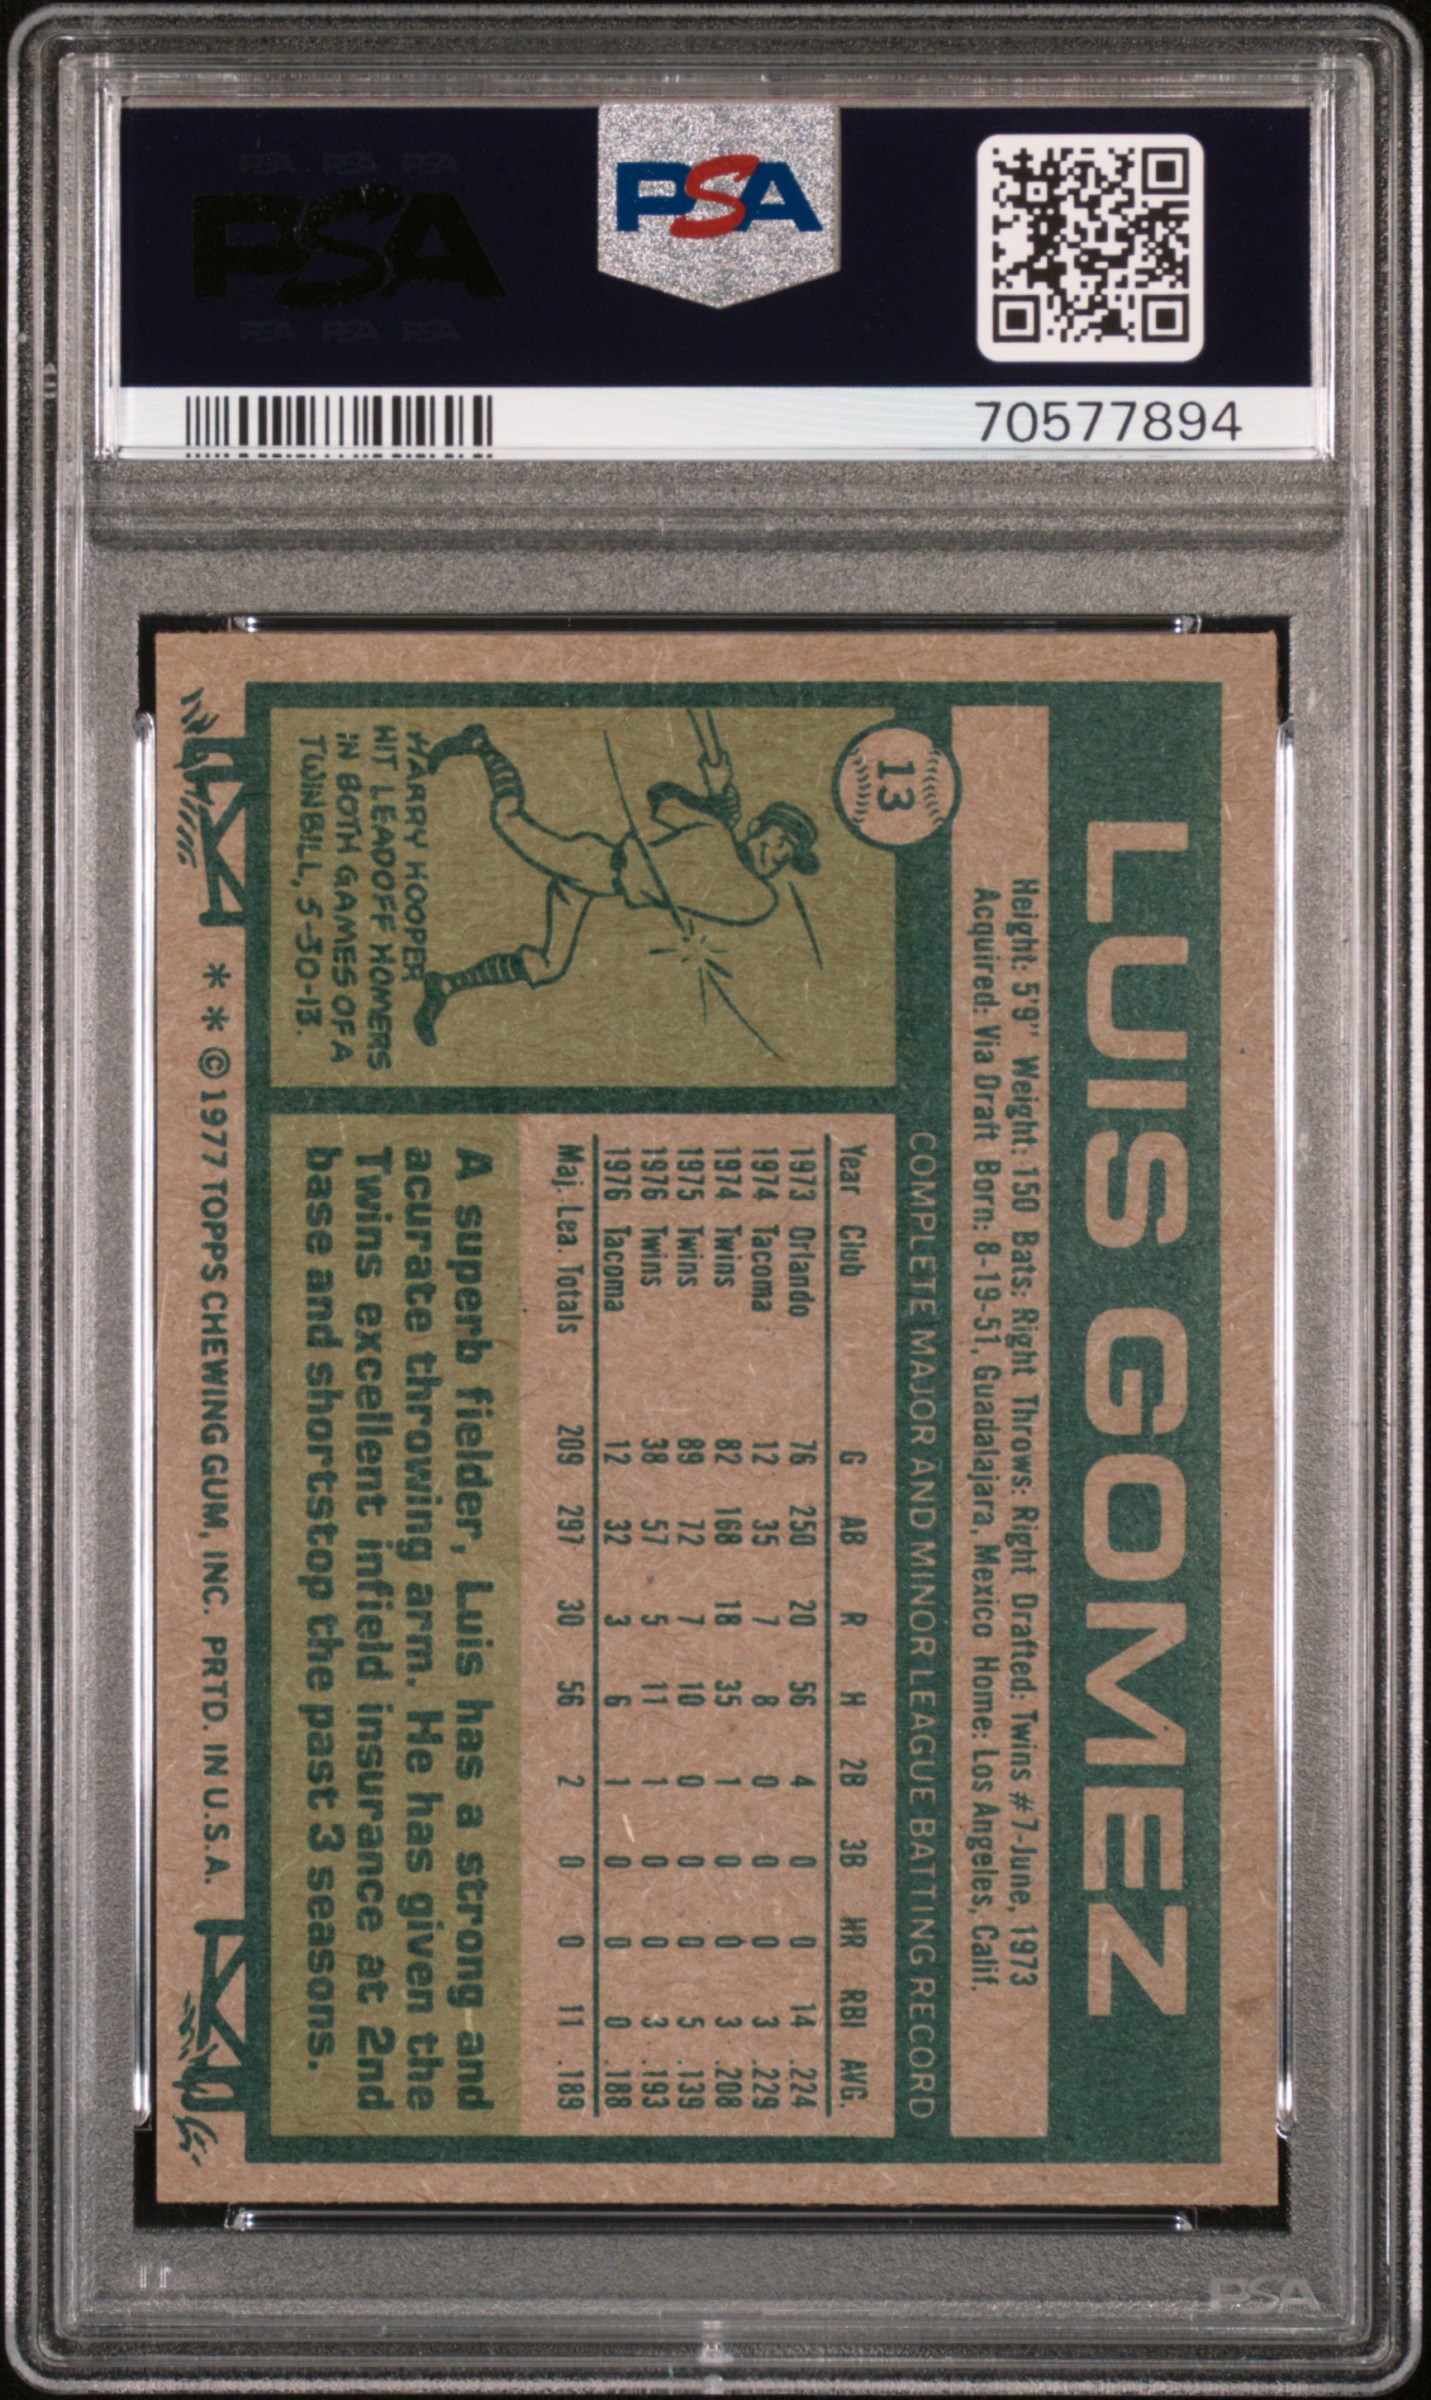 PSA PSA PSA
PSA
PSA PSA PSA
PSA
70577894
LUIS GOMEZ
Height: 5'9" Weight: 150 Bats: Right Throws: Right Drafted: Twins #7-June, 1973
Acquired: Via Draft Born: 8-19-51, Guadalajara, Mexico Home: Los Angeles, Calif.
13
COMPLETE MAJOR AND MINOR LEAGUE BATTING RECORD
Year Club G AB R H 2B 3B HR RBI AVG.
1973 Orlando 76 250 20 56 4 0 0 14 .224
1974 Tacoma 12 35 7 8 0 0 0 3 .229
1974 Twins 82 168 18 35 1 0 0 3 .208
1975 Twins 89 72 7 10 0 0 0 5 .139
1976 Twins 38 57 5 11 1 0 0 3 .193
1976 Tacoma 12 32 3 6 1 0 0 0 .188
Maj. Lea. Totals 209 297 30 56 2 0 0 11 .189
HARRY HOOPER
HIT LEADOFF HOMERS
IN BOTH GAMES OF A
TWINBILL, 5-30-13.
A superb fielder, Luis has a strong and
acurate throwing arm. He has given the
Twins excellent infield insurance at 2nd
base and shortstop the past 3 seasons.
* * © 1977 TOPPS CHEWING GUM, INC. PRTD. IN U.S.A.
PSA